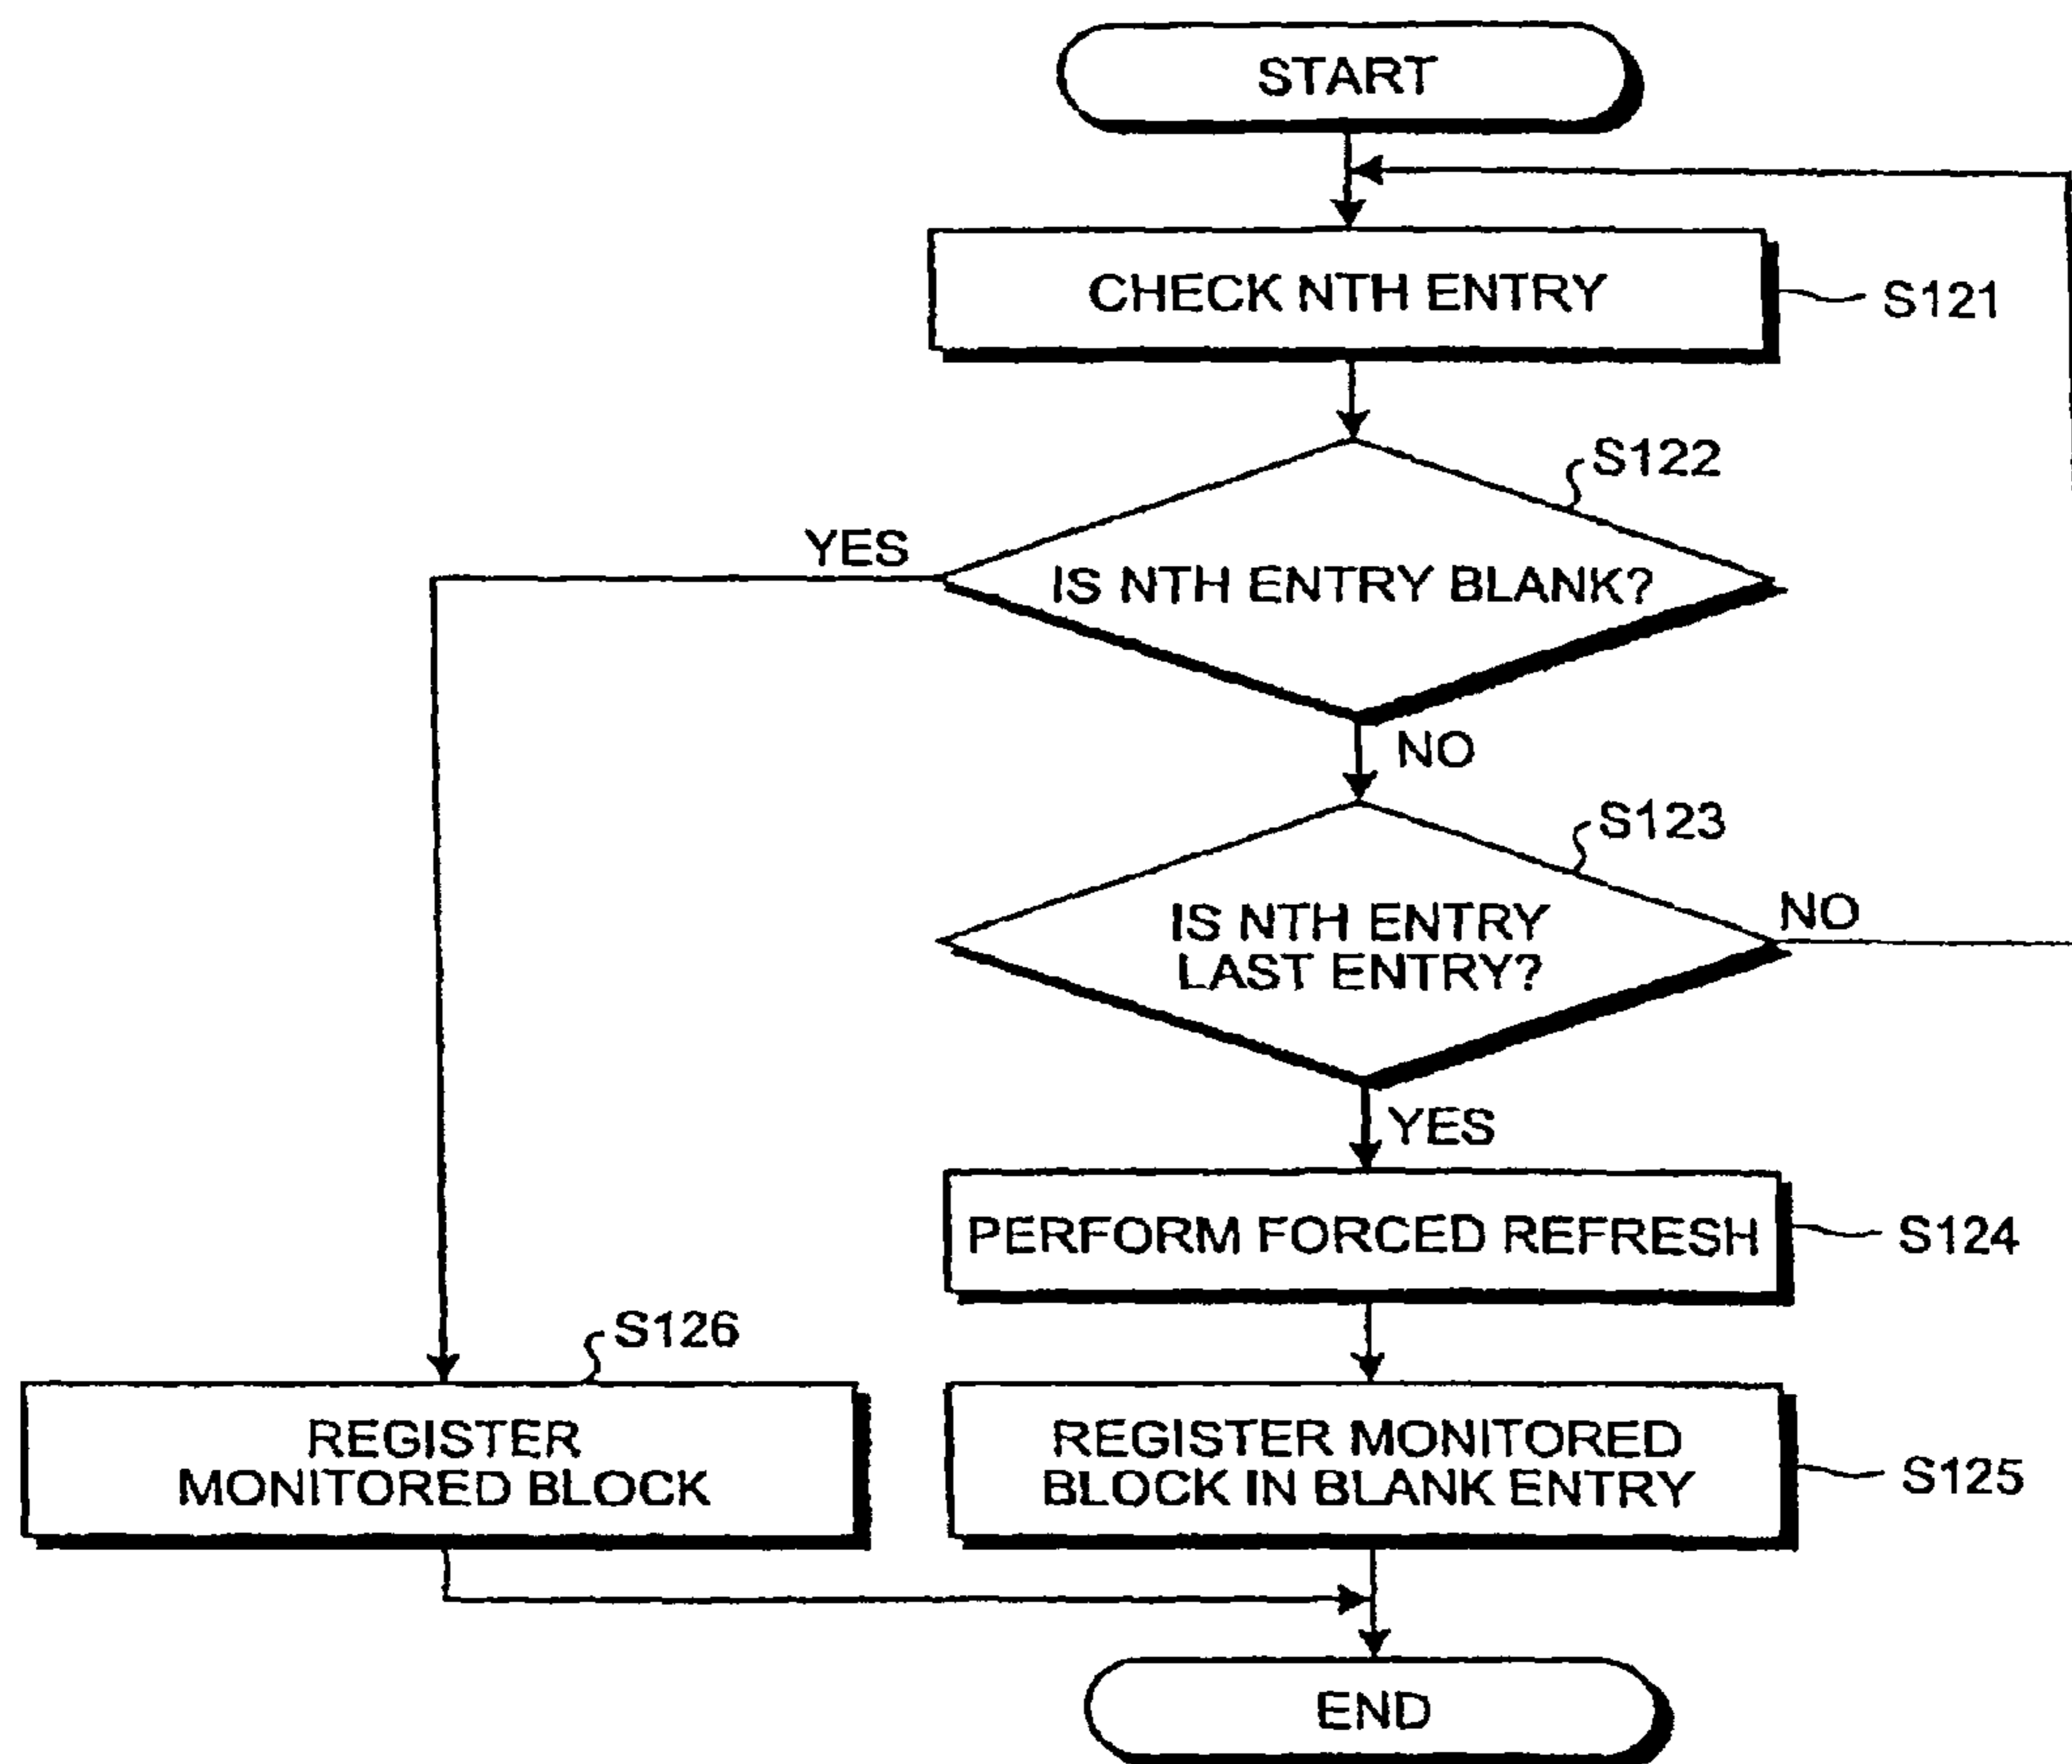 START
CHECK NTH ENTRY
S121
S122
YES
IS NTH ENTRY BLANK?
NO
S123
NO
IS NTH ENTRY
LAST ENTRY?
YES
PERFORM FORCED REFRESH
S124
S126
REGISTER
MONITORED BLOCK
REGISTER MONITORED
BLOCK IN BLANK ENTRY
S125
END